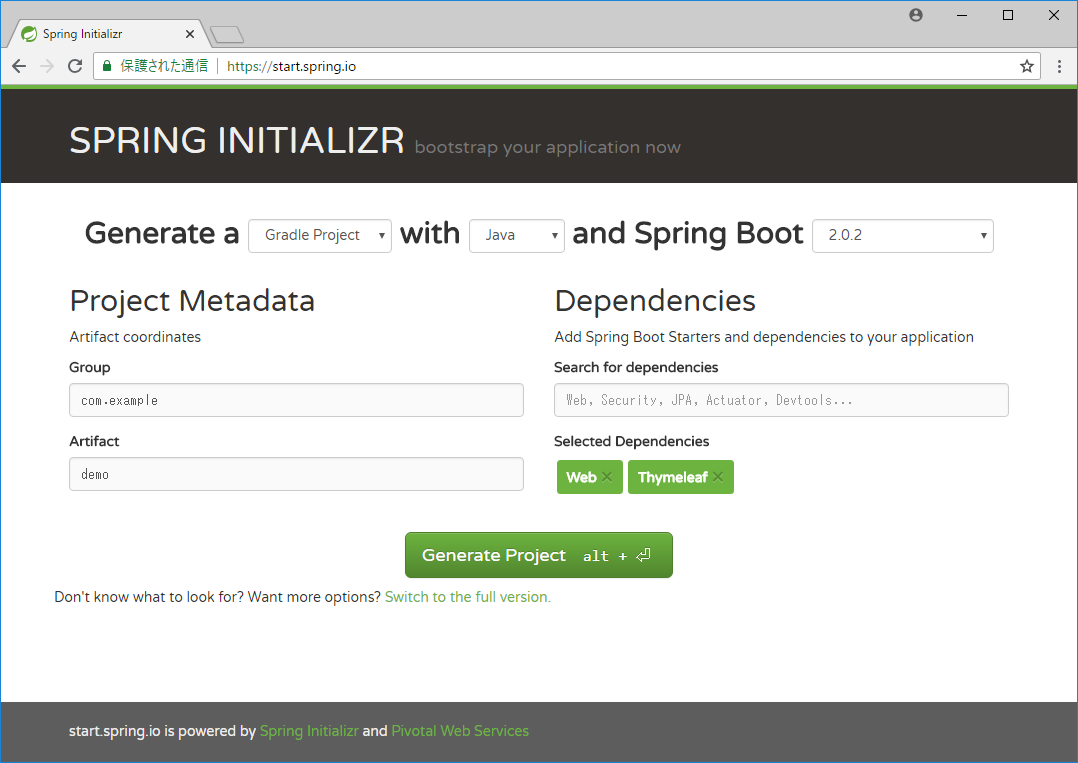 Spring Initializr
保護された通信 https://start.spring.io
SPRING INITIALIZR bootstrap your application now
Generate a Gradle Project with Java and Spring Boot 2.0.2
Project Metadata
Artifact coordinates
Group
com.example
Artifact
demo
Dependencies
Add Spring Boot Starters and dependencies to your application
Search for dependencies
Web, Security, JPA, Actuator, Devtools...
Selected Dependencies
Web × Thymeleaf ×
Generate Project alt + ⏎
Don't know what to look for? Want more options? Switch to the full version.
start.spring.io is powered by Spring Initializr and Pivotal Web Services